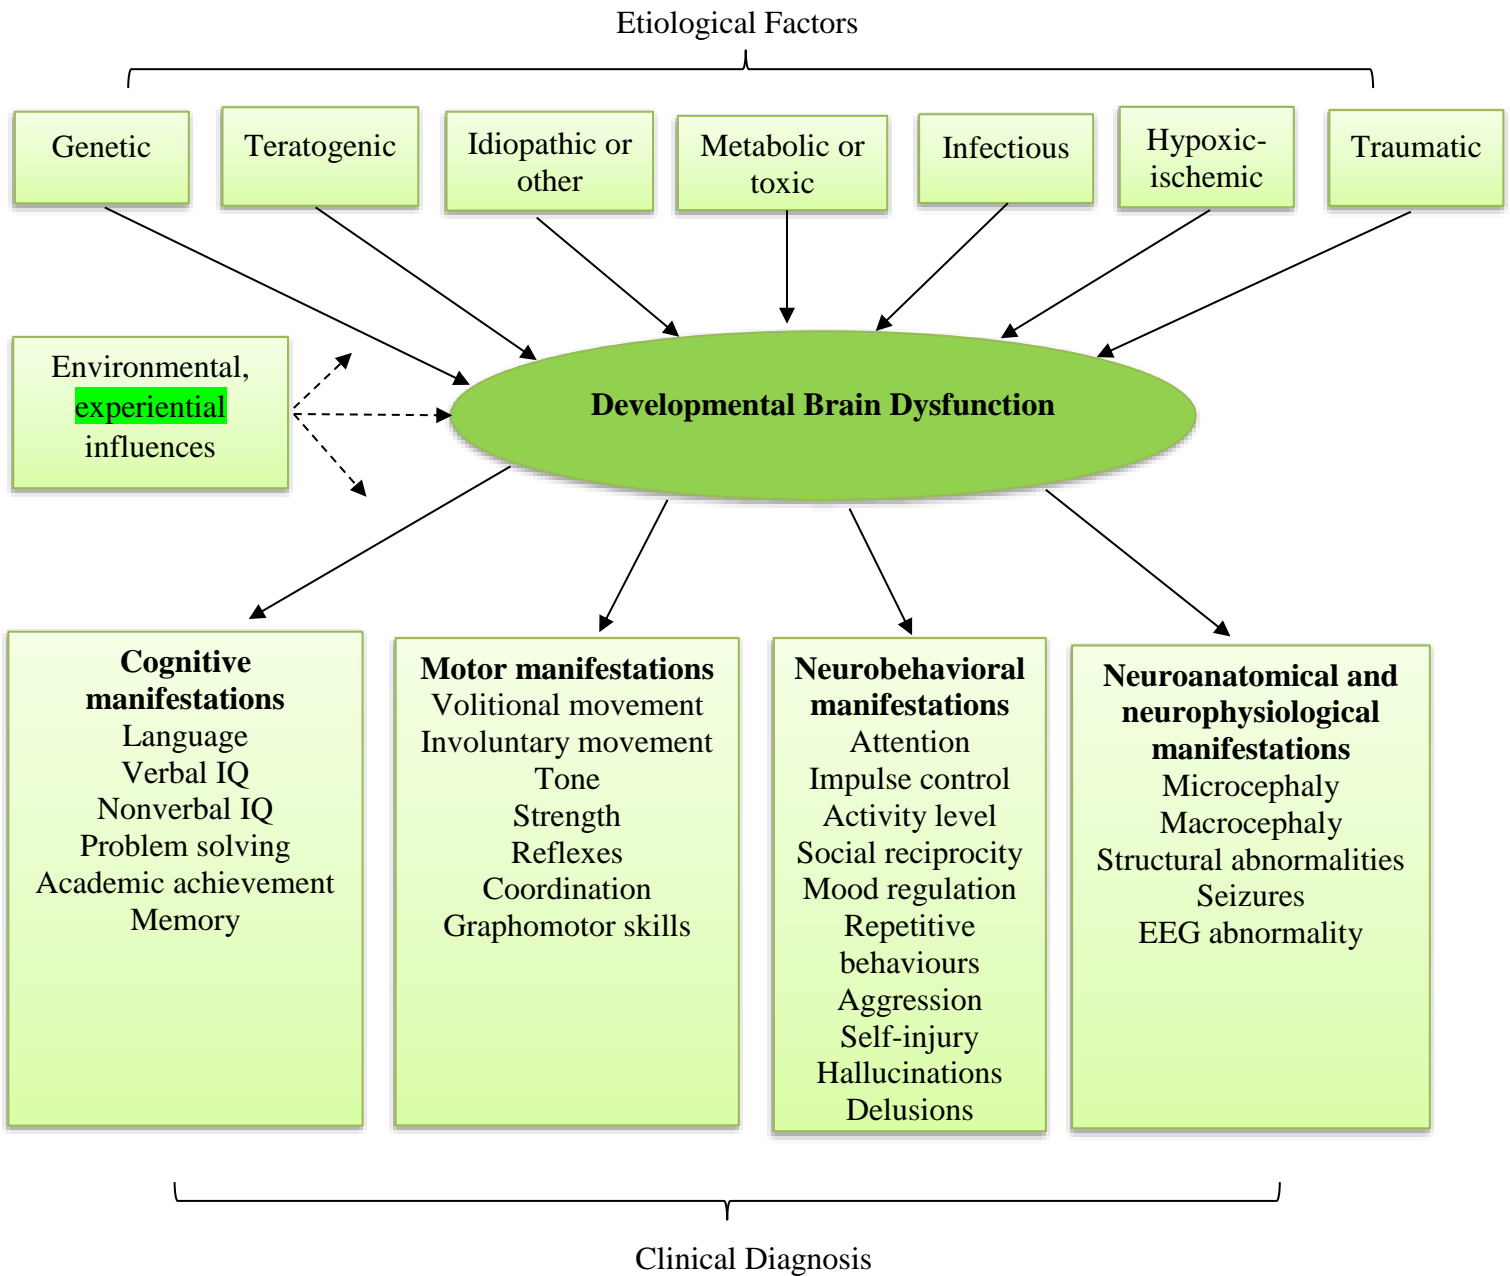 Etiological Factors
Genetic
Teratogenic
Idiopathic or
other
Metabolic or
toxic
Infectious
Hypoxic-
ischemic
Traumatic
Environmental,
experiential
influences
Developmental Brain Dysfunction
Cognitive
manifestations
Language
Verbal IQ
Nonverbal IQ
Problem solving
Academic achievement
Memory
Motor manifestations
Volitional movement
Involuntary movement
Tone
Strength
Reflexes
Coordination
Graphomotor skills
Neurobehavioral
manifestations
Attention
Impulse control
Activity level
Social reciprocity
Mood regulation
Repetitive
behaviours
Aggression
Self-injury
Hallucinations
Delusions
Neuroanatomical and
neurophysiological
manifestations
Microcephaly
Macrocephaly
Structural abnormalities
Seizures
EEG abnormality
Clinical Diagnosis